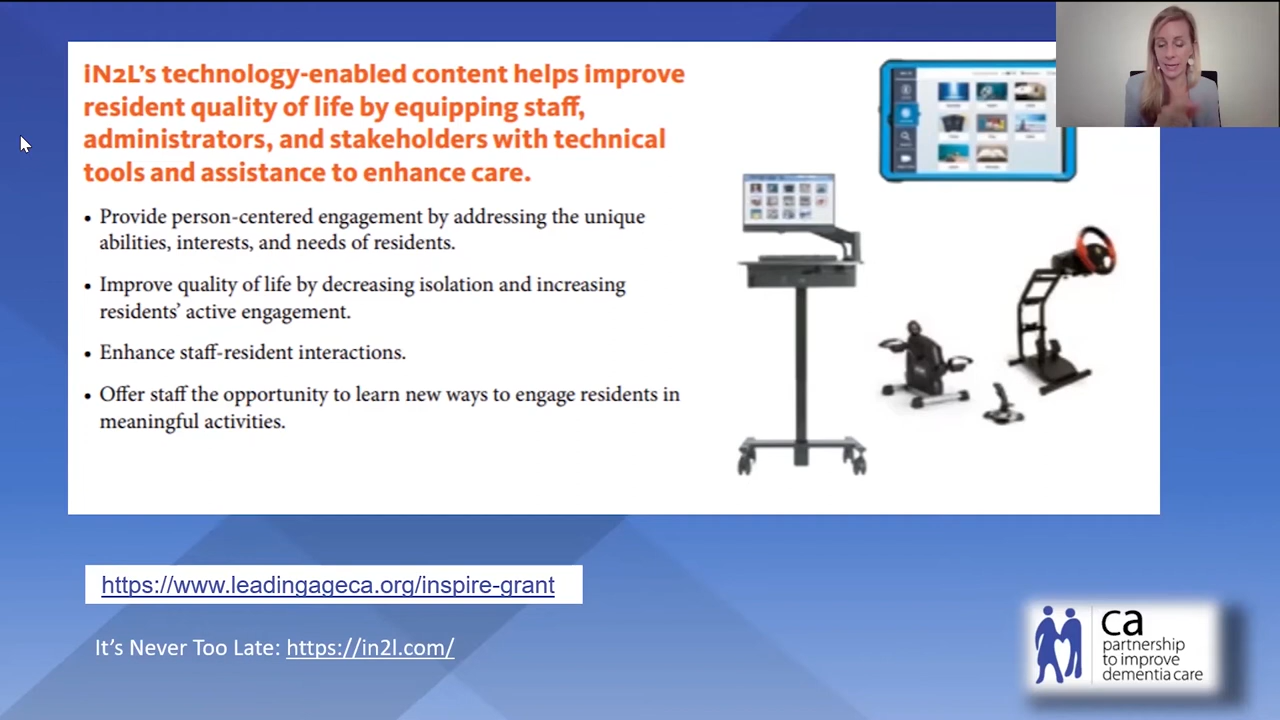 iN2L’s technology-enabled content helps improve
resident quality of life by equipping staff,
administrators, and stakeholders with technical
tools and assistance to enhance care.
• Provide person-centered engagement by addressing the unique
abilities, interests, and needs of residents.
• Improve quality of life by decreasing isolation and increasing
residents’ active engagement.
• Enhance staff-resident interactions.
• Offer staff the opportunity to learn new ways to engage residents in
meaningful activities.
https://www.leadingageca.org/inspire-grant
It’s Never Too Late: https://in2l.com/
ca
partnership
to improve
dementia care